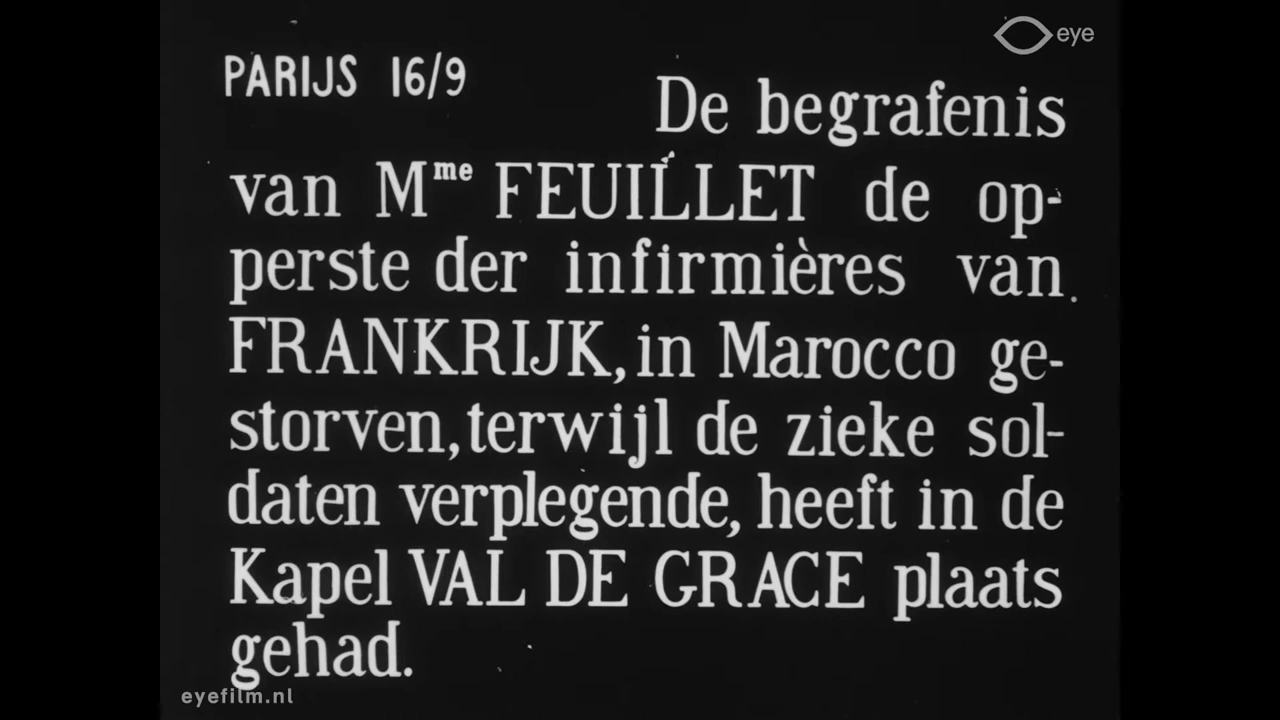 eye
PARIJS 16/9
De begrafenis
van Mme FEUILLET de op-
perste der infirmières van
FRANKRIJK, in Marocco ge-
storven, terwijl de zieke sol-
daten verplegende, heeft in de
Kapel VAL DE GRACE plaats
gehad.
eyefilm.nl